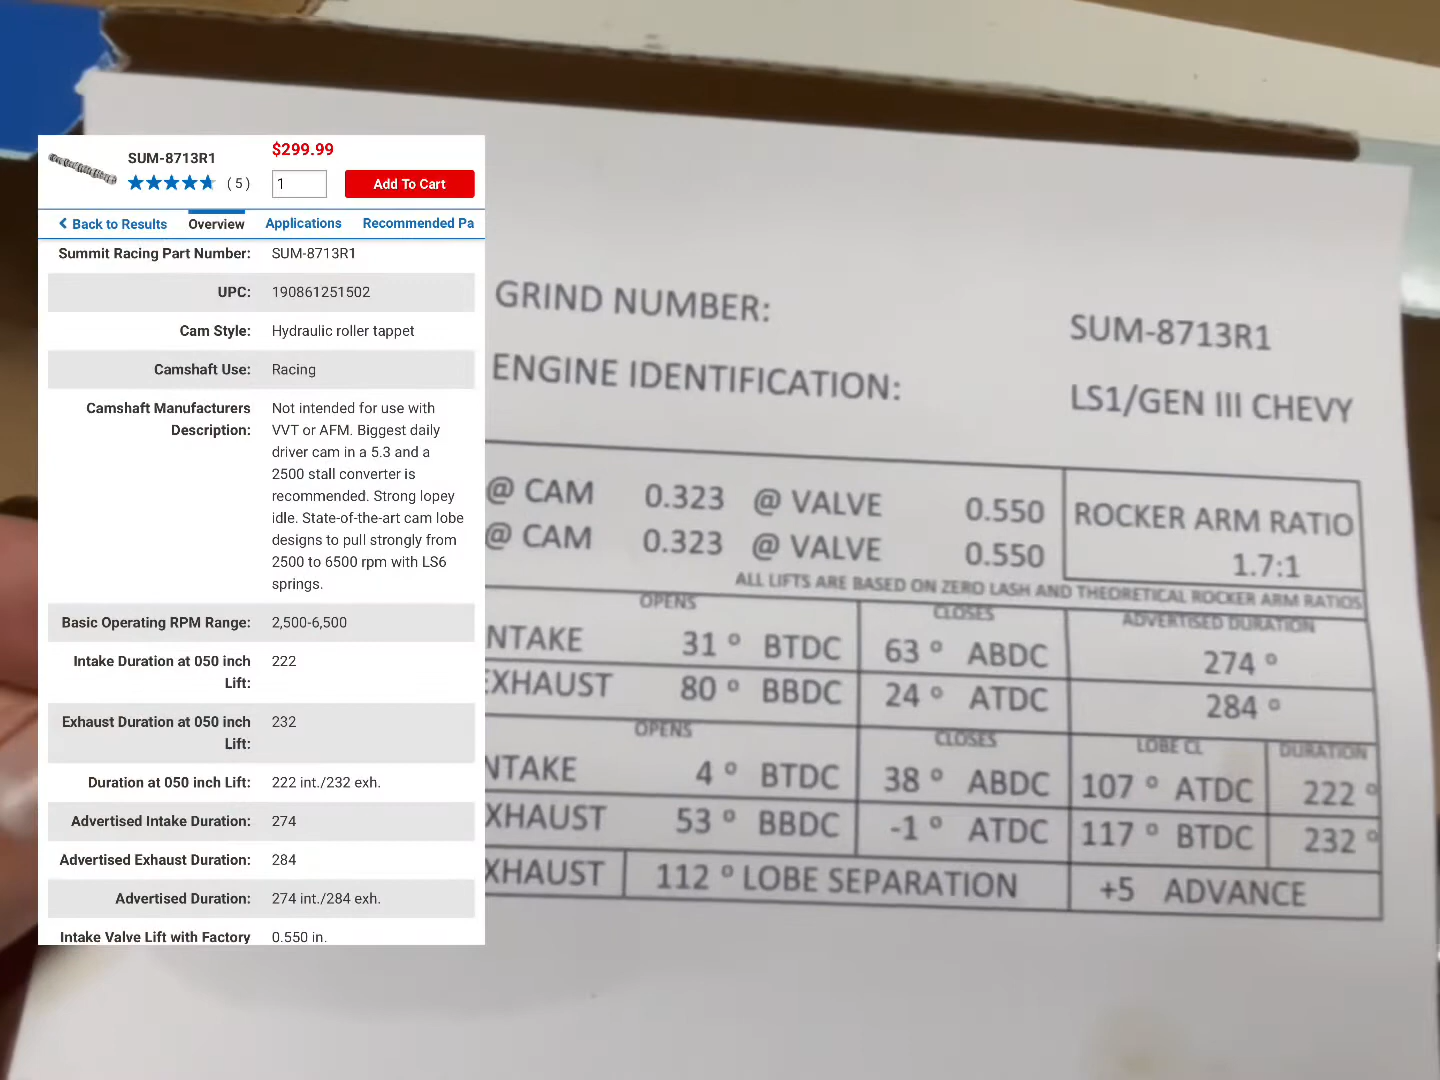 SUM-8713R1
$299.99
( 5 )
1
Add To Cart
Back to Results Overview Applications Recommended Pa
Summit Racing Part Number: SUM-8713R1
UPC: 190861251502
Cam Style: Hydraulic roller tappet
Camshaft Use: Racing
Camshaft Manufacturers Description: Not intended for use with
VVT or AFM. Biggest daily
driver cam in a 5.3 and a
2500 stall converter is
recommended. Strong lopey
idle. State-of-the-art cam lobe
designs to pull strongly from
2500 to 6500 rpm with LS6
springs.
Basic Operating RPM Range: 2,500-6,500
Intake Duration at 050 inch Lift: 222
Exhaust Duration at 050 inch Lift: 232
Duration at 050 inch Lift: 222 int./232 exh.
Advertised Intake Duration: 274
Advertised Exhaust Duration: 284
Advertised Duration: 274 int./284 exh.
Intake Valve Lift with Factory 0.550 in.
GRIND NUMBER: SUM-8713R1
ENGINE IDENTIFICATION: LS1/GEN III CHEVY
@ CAM 0.323 @ VALVE 0.550
@ CAM 0.323 @ VALVE 0.550
ROCKER ARM RATIO
1.7:1
ALL LIFTS ARE BASED ON ZERO LASH AND THEORETICAL ROCKER ARM RATIOS
OPENS CLOSES ADVERTISED DURATION
NTAKE 31 º BTDC 63 º ABDC 274 º
EXHAUST 80 º BBDC 24 º ATDC 284 º
OPENS CLOSES LOBE CL DURATION
NTAKE 4 º BTDC 38 º ABDC 107 º ATDC 222 º
XHAUST 53 º BBDC -1 º ATDC 117 º BTDC 232 º
XHAUST 112 º LOBE SEPARATION +5 ADVANCE